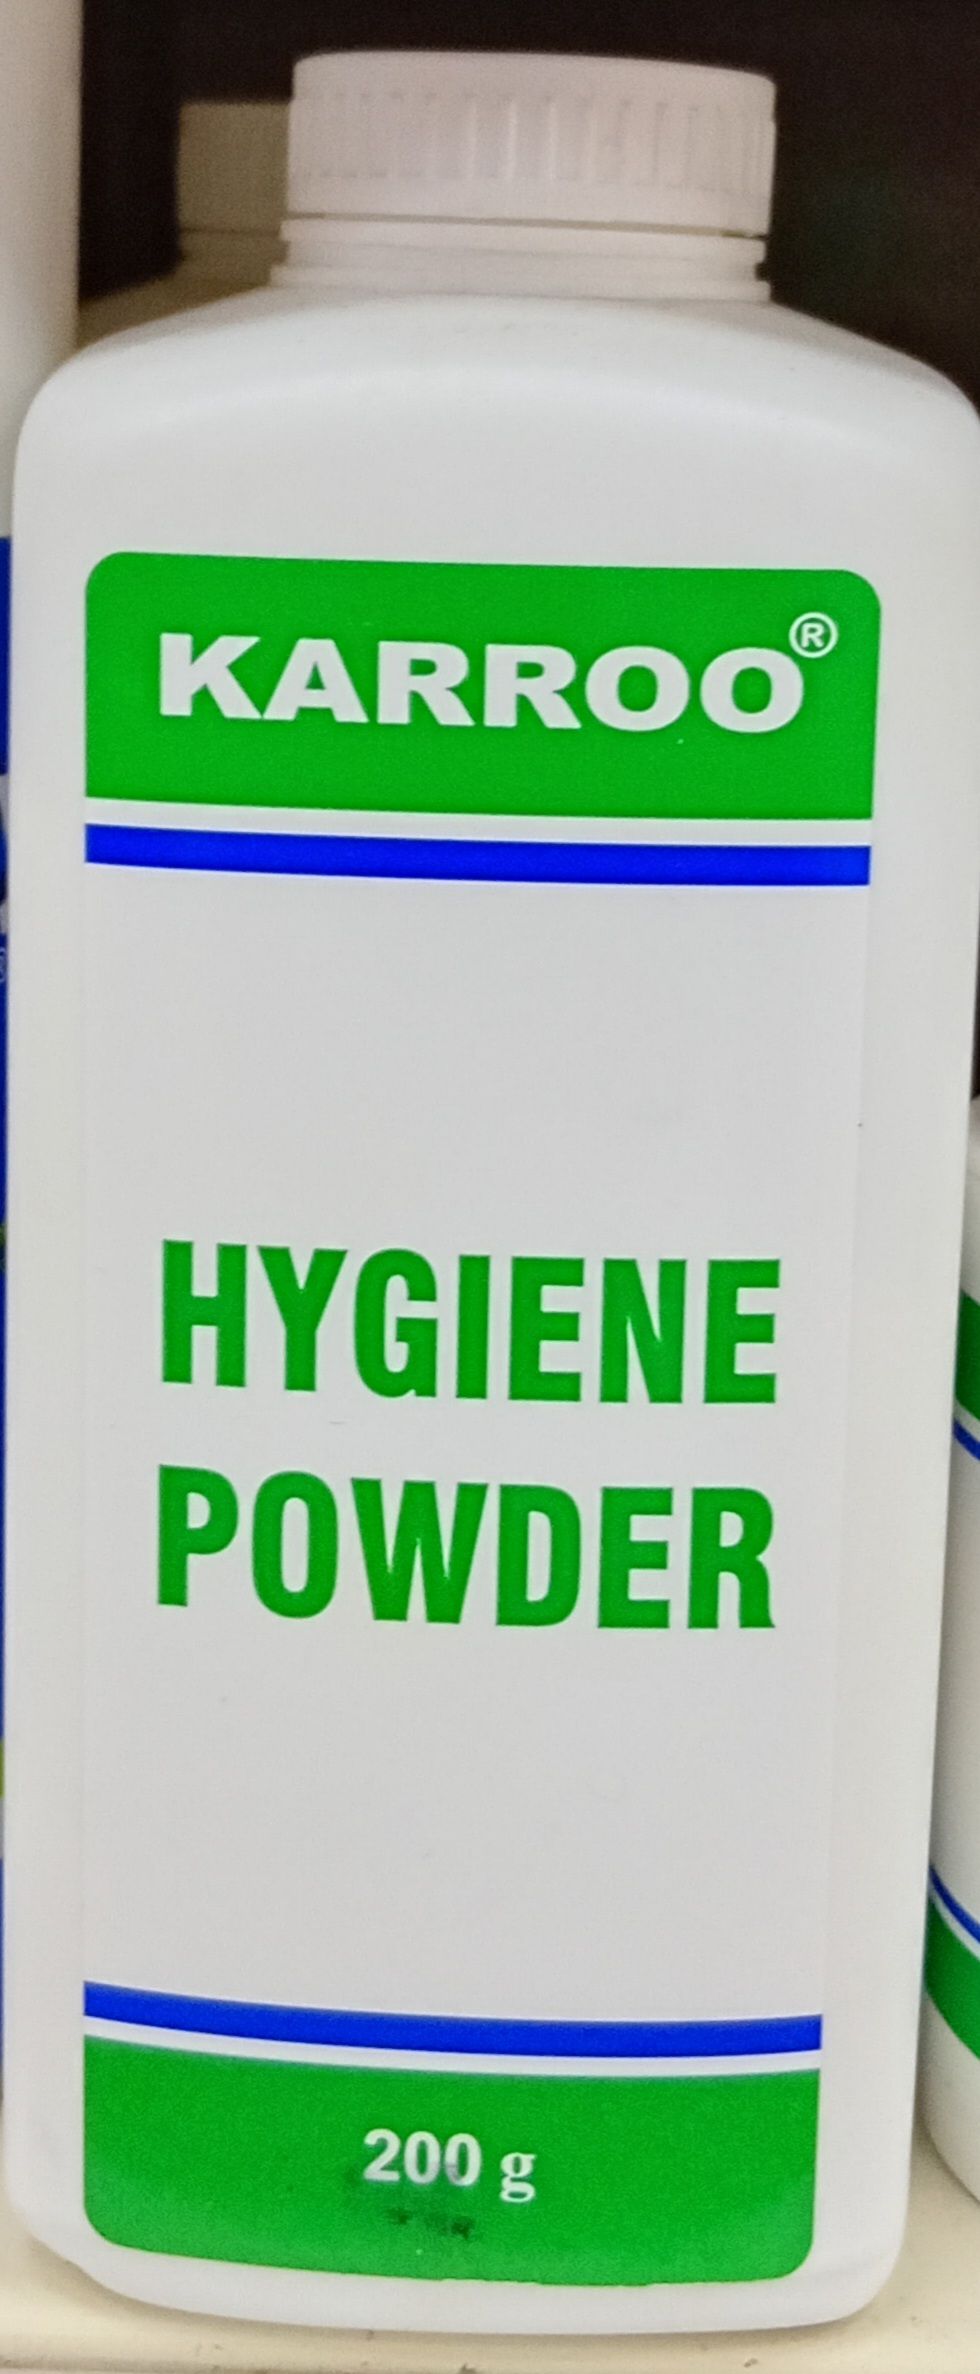 KARROO®
HYGIENE
POWDER
200 g